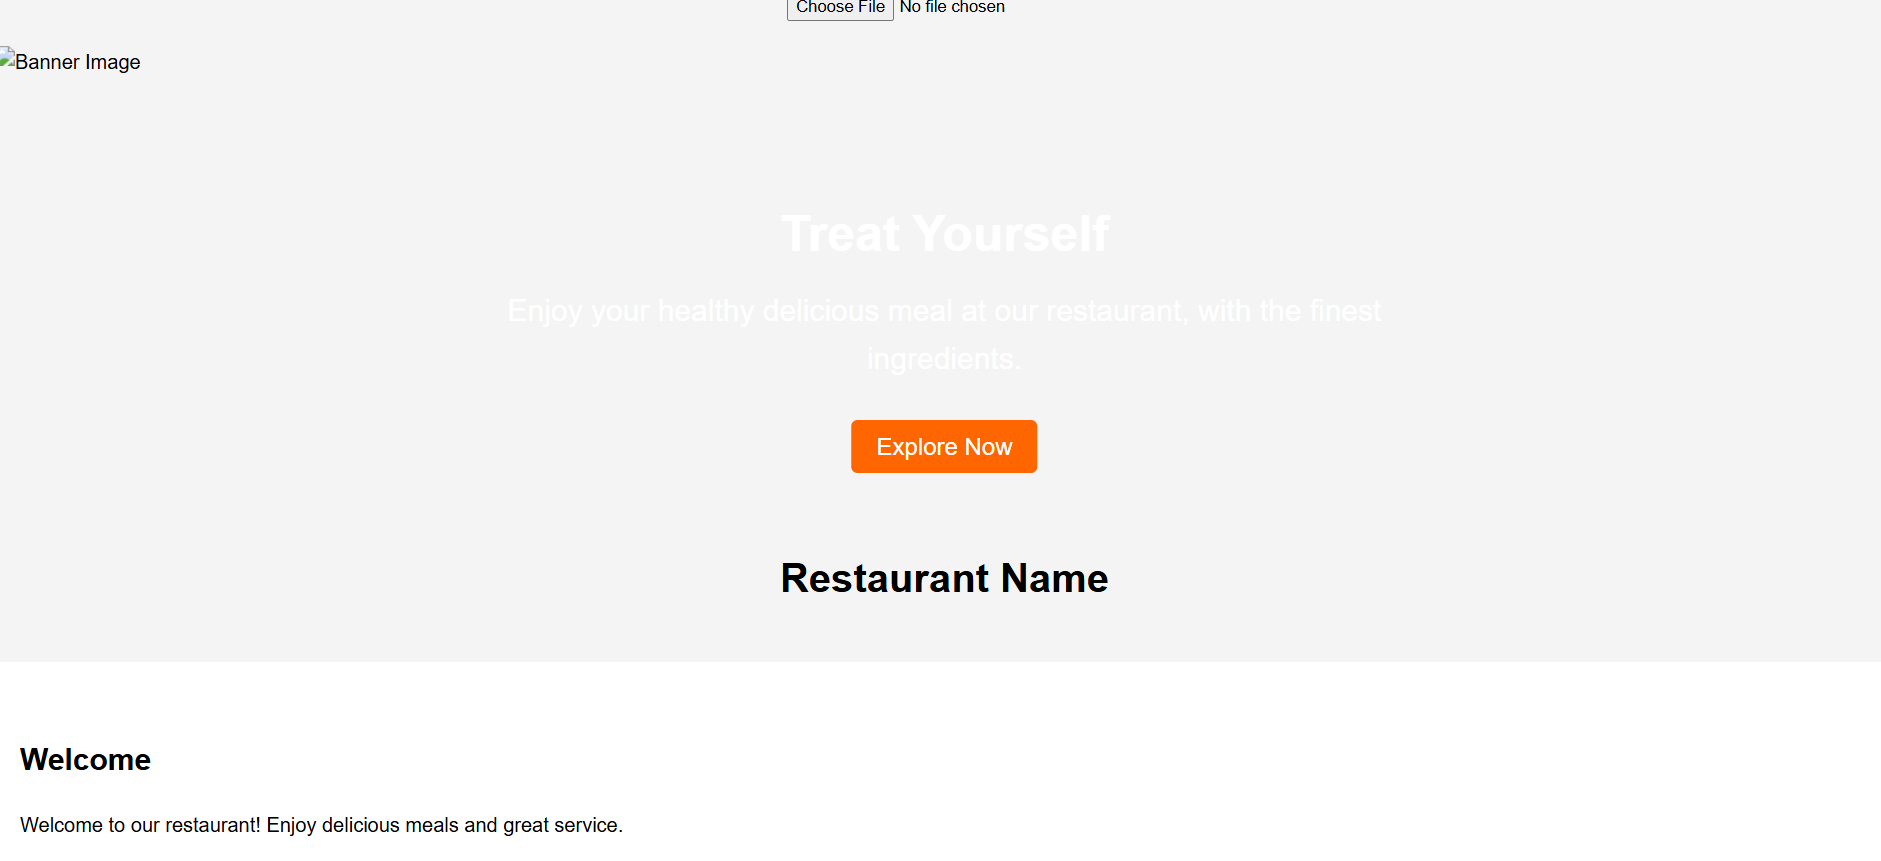 Choose File No file chosen
Banner Image
Treat Yourself
Enjoy your healthy delicious meal at our restaurant, with the finest
ingredients.
Explore Now
Restaurant Name
Welcome
Welcome to our restaurant! Enjoy delicious meals and great service.